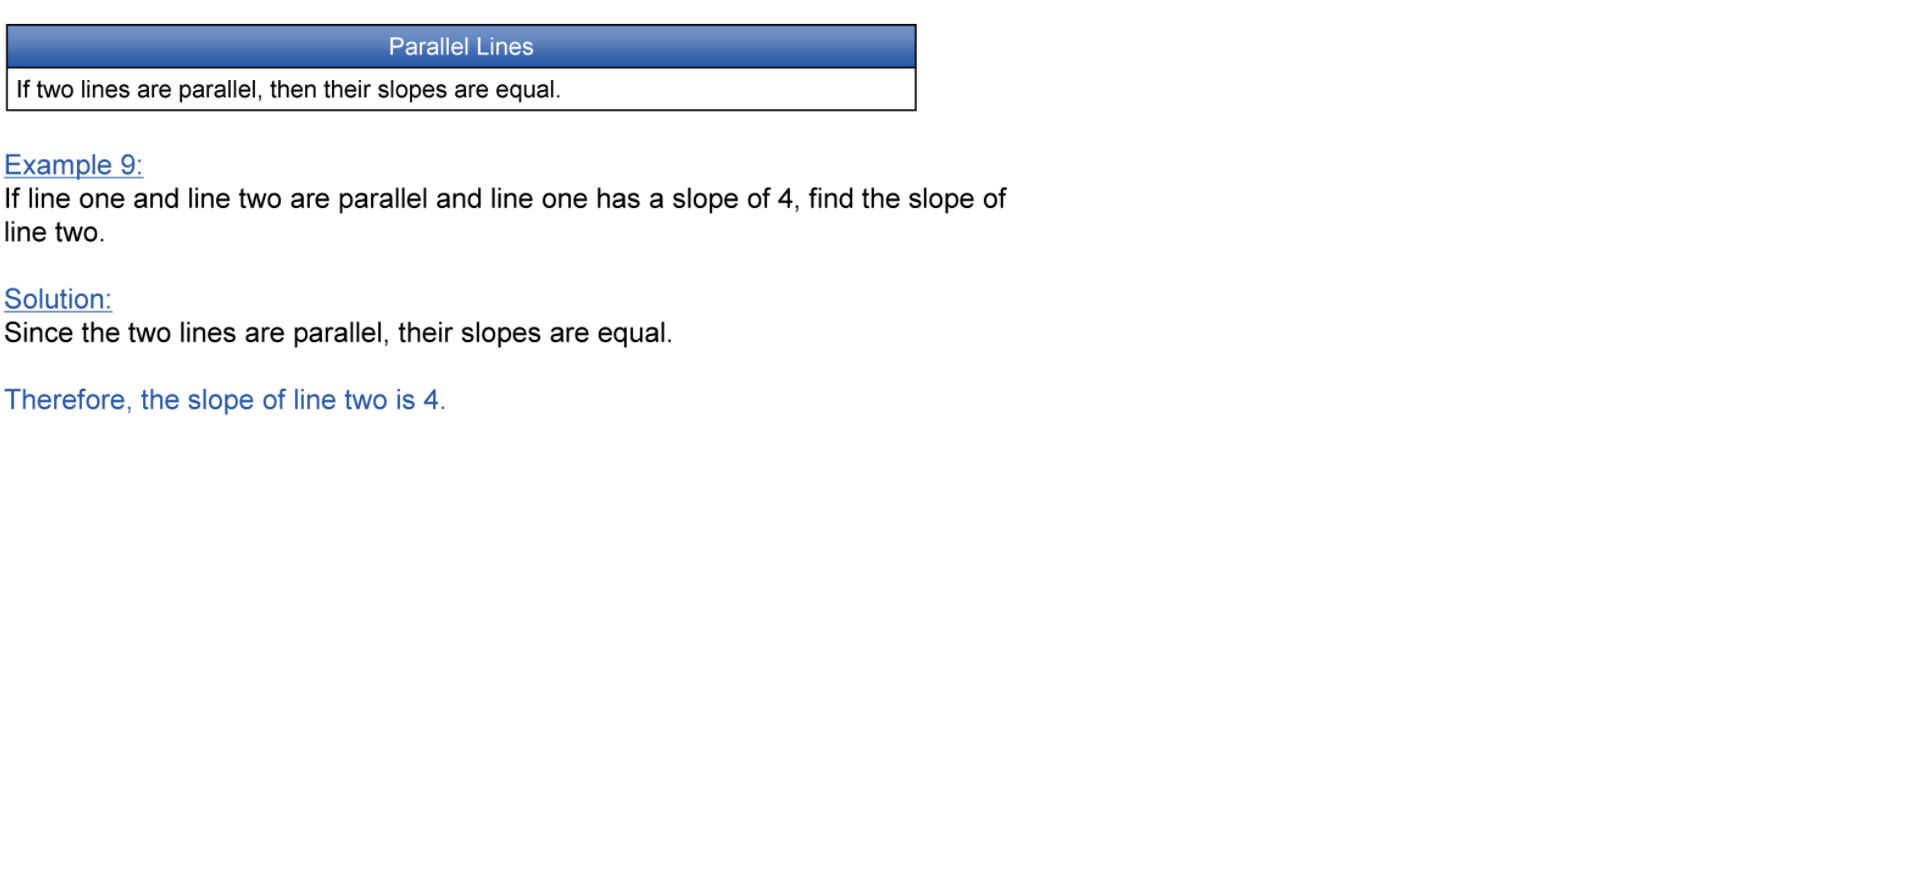 Parallel Lines
If two lines are parallel, then their slopes are equal.
Example 9:
If line one and line two are parallel and line one has a slope of 4, find the slope of
line two.
Solution:
Since the two lines are parallel, their slopes are equal.
Therefore, the slope of line two is 4.